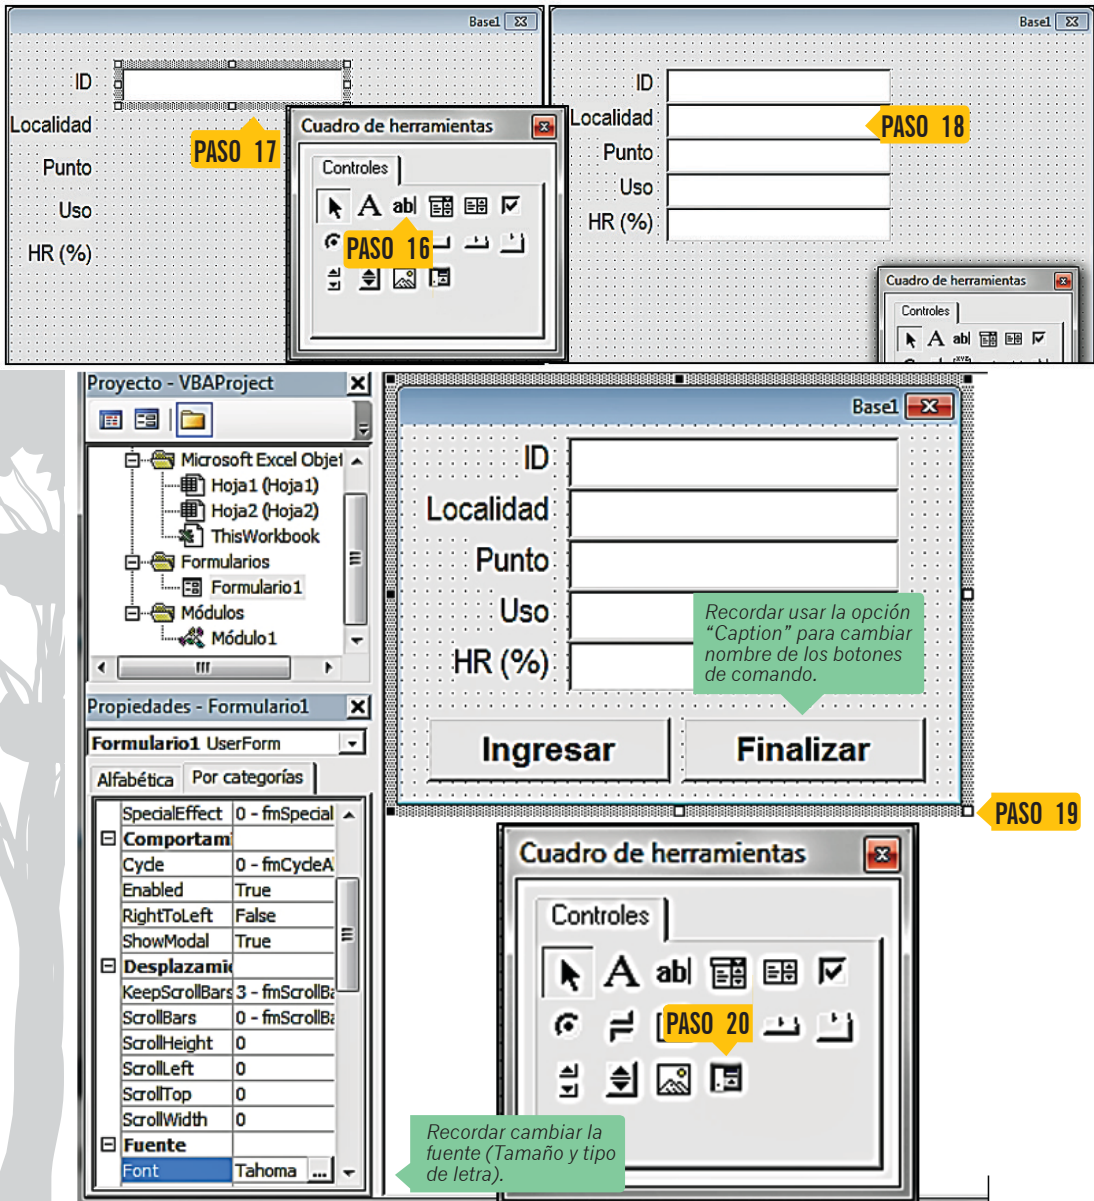 Base1
ID
Localidad
Punto
Uso
HR (%)
PASO 17
Cuadro de herramientas
Controles
A abl
PASO 16
Base1
ID
Localidad
Punto
Uso
HR (%)
PASO 18
Cuadro de herramientas
Controles
A abl
Proyecto - VBAProject
Microsoft Excel Objet
Hoja1 (Hoja1)
Hoja2 (Hoja2)
ThisWorkbook
Formularios
Formulario1
Módulos
Módulo1
Propiedades - Formulario1
Formulario1 UserForm
Alfabética Por categorías
SpecialEffect 0 - fmSpecial
Comportami
Cycle 0 - fmCycleA
Enabled True
RightToLeft False
ShowModal True
Desplazamie
KeepScrollBars 3 - fmScrollBa
ScrollBars 0 - fmScrollBa
ScrollHeight 0
ScrollLeft 0
ScrollTop 0
ScrollWidth 0
Fuente
Font Tahoma ...
Base1
ID
Localidad
Punto
Uso
HR (%)
Recordar usar la opción
“Caption” para cambiar
nombre de los botones
de comando.
Ingresar Finalizar
PASO 19
Cuadro de herramientas
Controles
A abl
PASO 20
Recordar cambiar la
fuente (Tamaño y tipo
de letra).